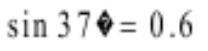 sin 37� = 0.6